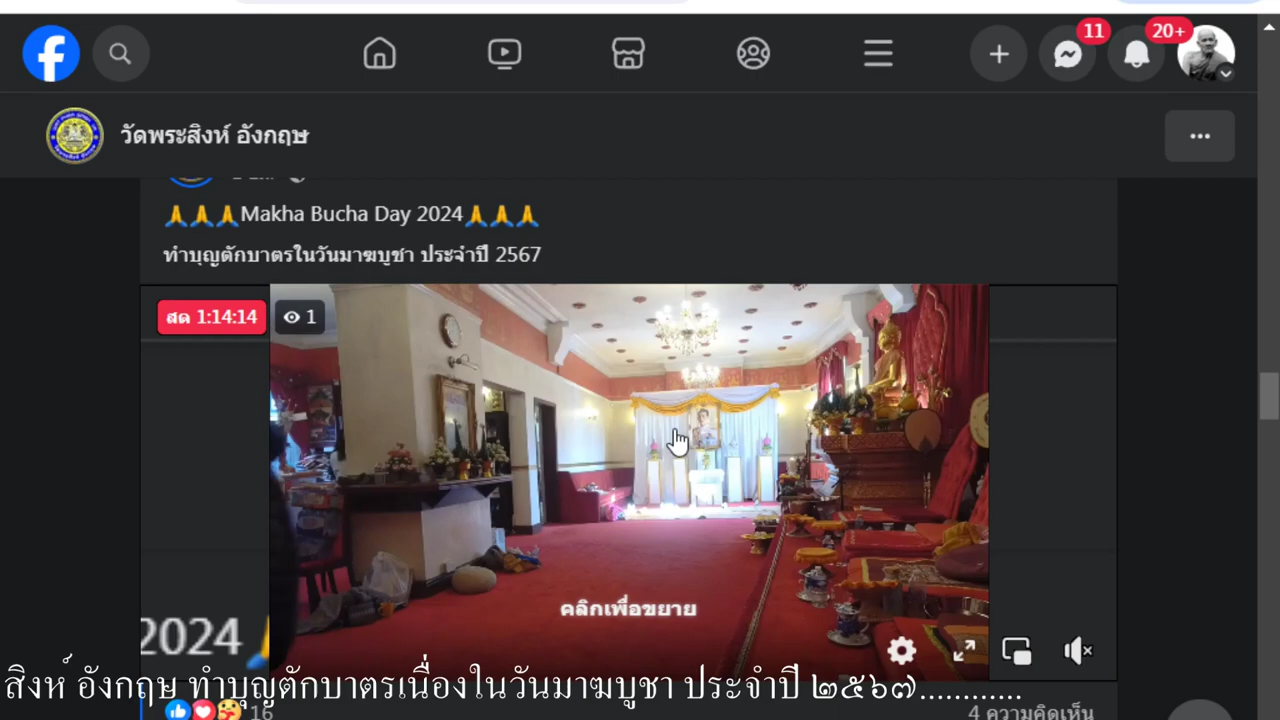 11
20+
วัดพระสิงห์ อังกฤษ
🙏🙏🙏Makha Bucha Day 2024🙏🙏🙏
ทำบุญตักบาตรในวันมาฆบูชา ประจำปี 2567
สด 1:14:14
1
คลิกเพื่อขยาย
2024
สิงห์ อังกฤษ ทำบุญตักบาตรเนื่องในวันมาฆบูชา ประจำปี ๒๕๖๗............
16
4 ความคิดเห็น